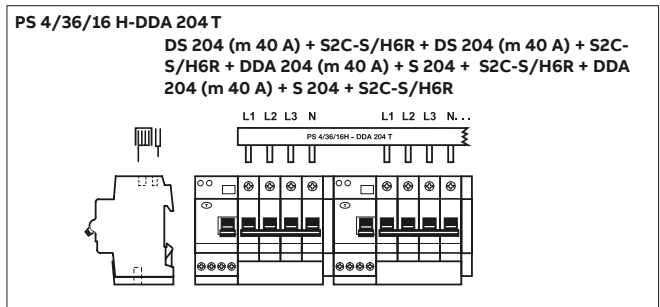 PS 4/36/16 H-DDA 204 T
DS 204 (m 40 A) + S2C-S/H6R + DS 204 (m 40 A) + S2C-
S/H6R + DDA 204 (m 40 A) + S 204 + S2C-S/H6R + DDA
204 (m 40 A) + S 204 + S2C-S/H6R
L1 L2 L3 N L1 L2 L3 N...
PS 4/36/16H – DDA 204 T